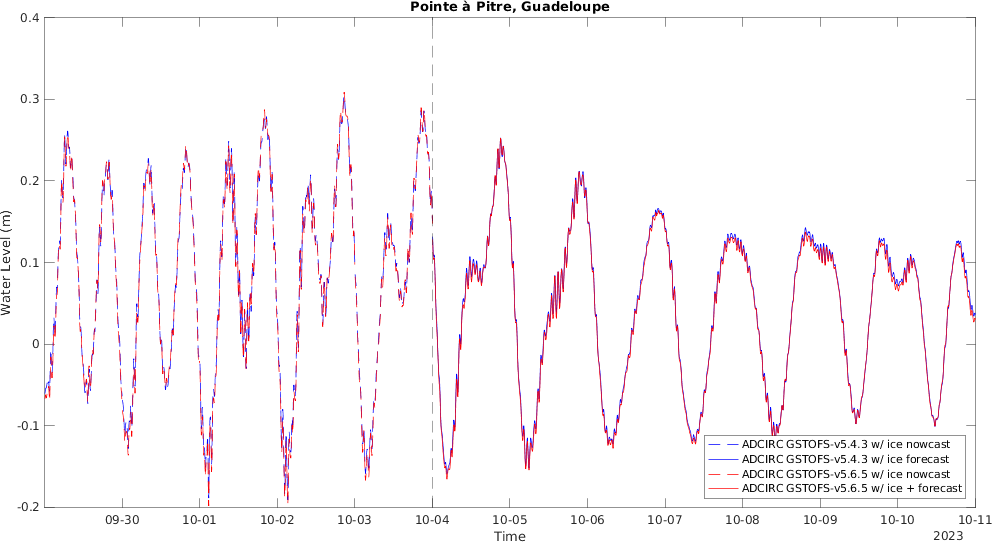 Pointe à Pitre, Guadeloupe
0.4
0.3
0.2
0.1
0
-0.1
-0.2
Water Level (m)
ADCIRC GSTOFS-v5.4.3 w/ ice nowcast
ADCIRC GSTOFS-v5.4.3 w/ ice forecast
ADCIRC GSTOFS-v5.6.5 w/ ice nowcast
ADCIRC GSTOFS-v5.6.5 w/ ice + forecast
09-30 10-01 10-02 10-03 10-04 10-05 10-06 10-07 10-08 10-09 10-10 10-11
Time
2023